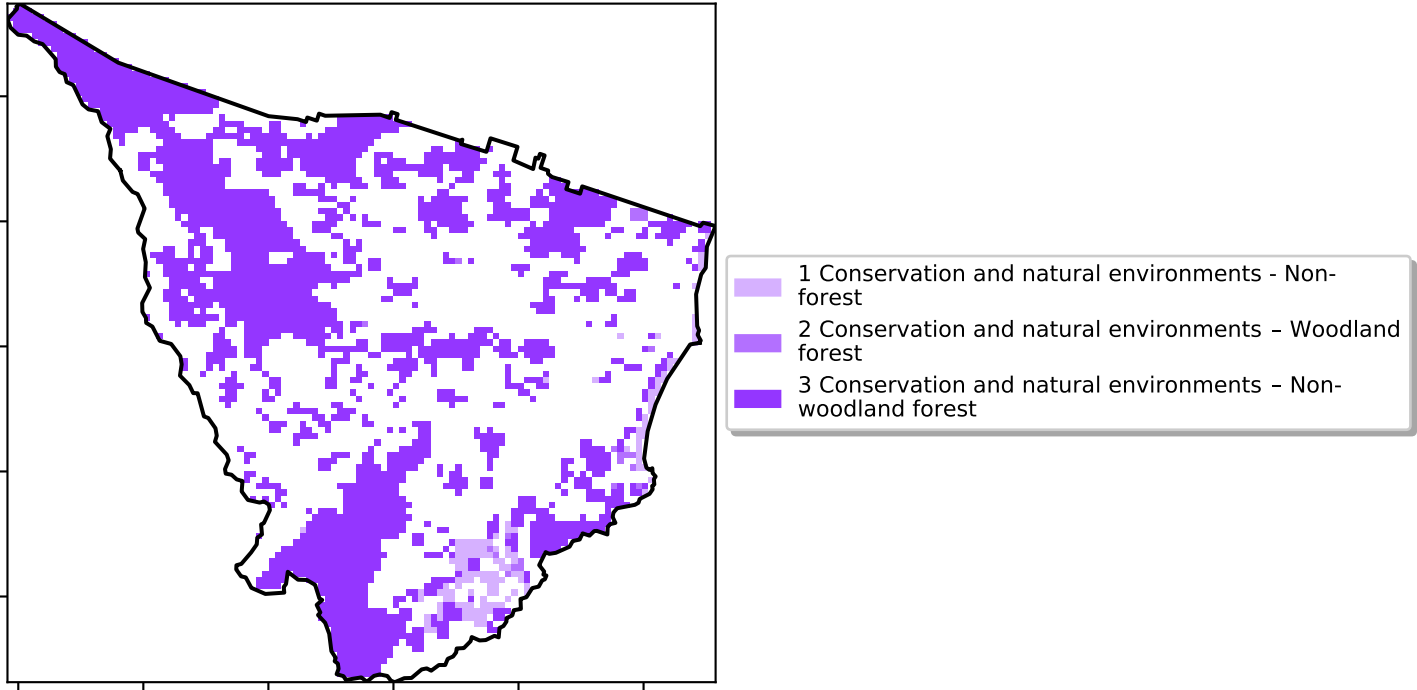 1 Conservation and natural environments - Non-
forest
2 Conservation and natural environments – Woodland
forest
3 Conservation and natural environments – Non-
woodland forest